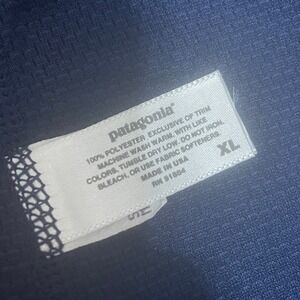 patagonia®
100% POLYESTER EXCLUSIVE OF TRIM
MACHINE WASH WARM, WITH LIKE
COLORS. TUMBLE DRY LOW. DO NOT IRON,
BLEACH, OR USE FABRIC SOFTENERS.
MADE IN USA
RN 51884
XL